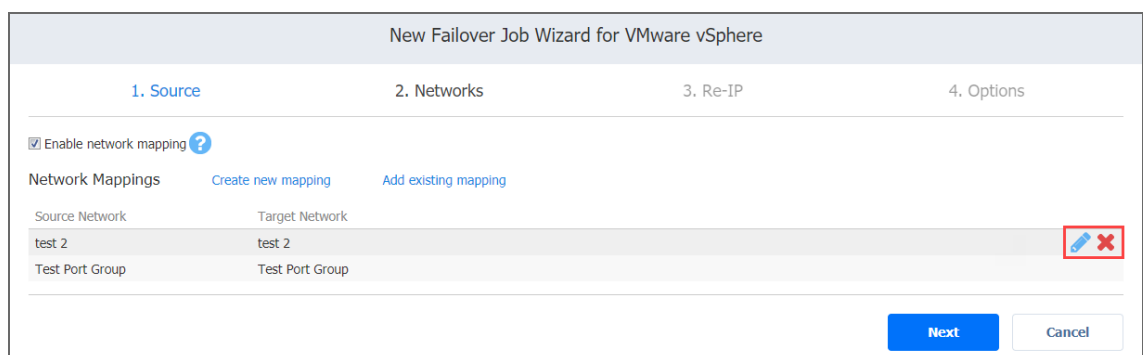 New Failover Job Wizard for VMware vSphere
1. Source 2. Networks 3. Re-IP 4. Options
Enable network mapping ?
Network Mappings Create new mapping Add existing mapping
Source Network Target Network
test 2 test 2
Test Port Group Test Port Group
Next Cancel